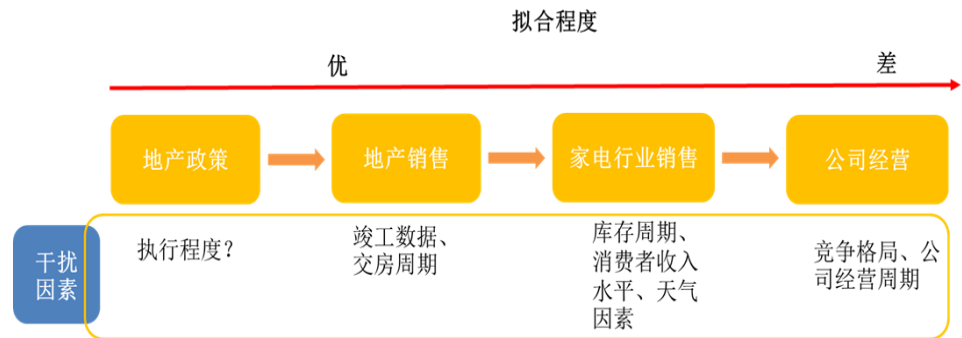 拟合程度
优
差
地产政策
地产销售
家电行业销售
公司经营
干扰
因素
执行程度？
竣工数据、
交房周期
库存周期、
消费者收入
水平、天气
因素
竞争格局、公
司经营周期